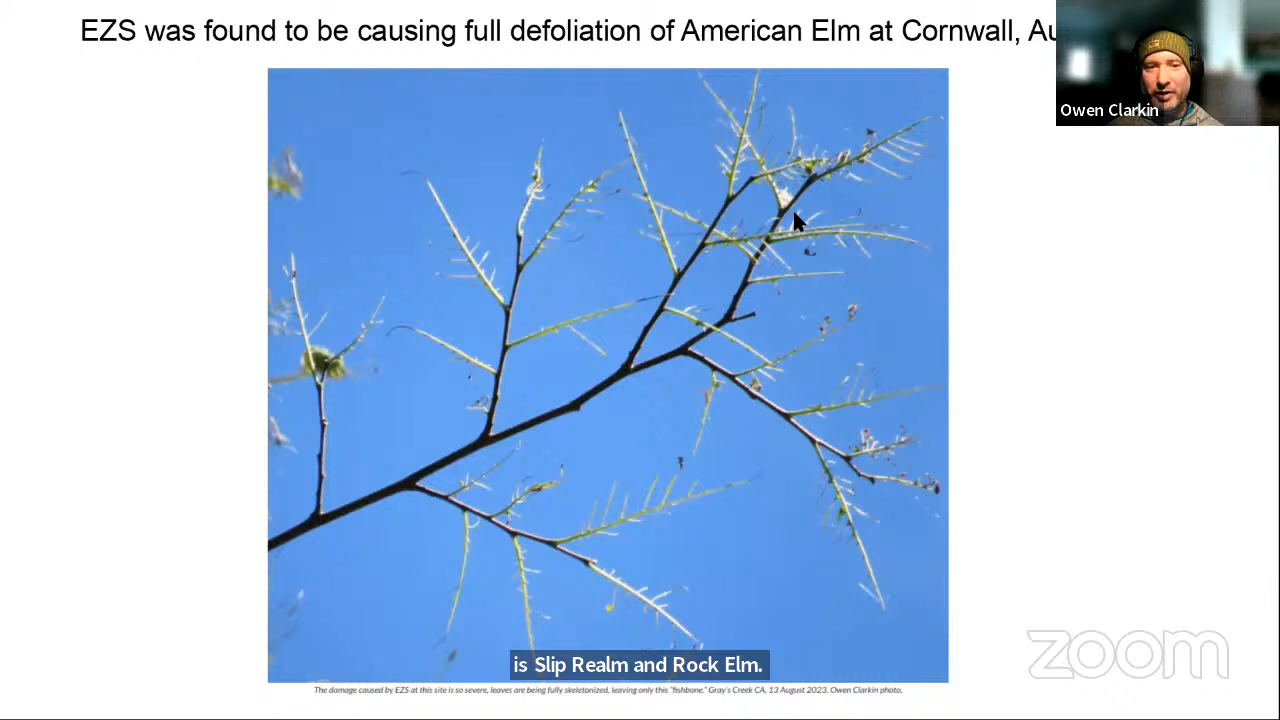 EZS was found to be causing full defoliation of American Elm at Cornwall, Au
Owen Clarkin
is Slip Realm and Rock Elm.
zoom
The damage caused by EZS at this site is so severe, leaves are being fully skeletonized, leaving only this "fishbone." Gray's Creek CA, 13 August 2023. Owen Clarkin photo.